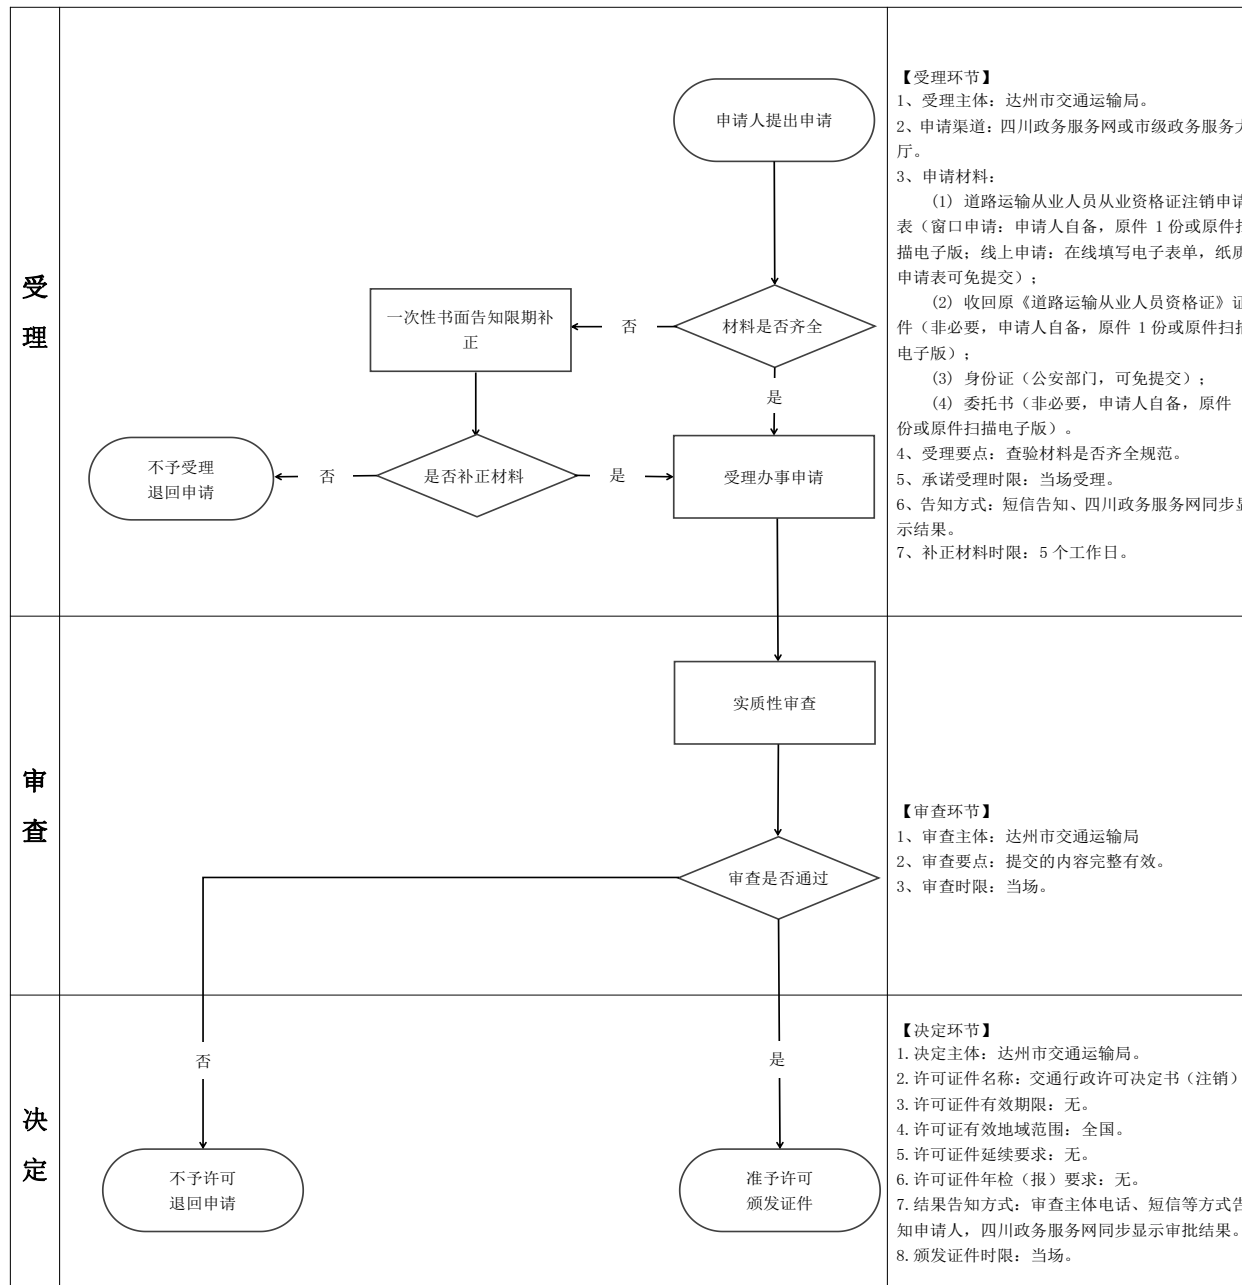 受
理
申请人提出申请
材料是否齐全
否
一次性书面告知限期补
正
是
是否补正材料
否
不予受理
退回申请
是
受理办事申请
【受理环节】
1、受理主体：达州市交通运输局。
2、申请渠道：四川政务服务网或市级政务服务大
厅。
3、申请材料：
(1) 道路运输从业人员从业资格证注销申请
表（窗口申请：申请人自备，原件 1 份或原件扫
描电子版；线上申请：在线填写电子表单，纸质
申请表可免提交）；
(2) 收回原《道路运输从业人员资格证》证
件（非必要，申请人自备，原件 1 份或原件扫描
电子版）；
(3) 身份证（公安部门，可免提交）；
(4) 委托书（非必要，申请人自备，原件
份或原件扫描电子版）。
4、受理要点：查验材料是否齐全规范。
5、承诺受理时限：当场受理。
6、告知方式：短信告知、四川政务服务网同步显
示结果。
7、补正材料时限：5 个工作日。
审
查
实质性审查
审查是否通过
【审查环节】
1、审查主体：达州市交通运输局
2、审查要点：提交的内容完整有效。
3、审查时限：当场。
决
定
否
是
不予许可
退回申请
准予许可
颁发证件
【决定环节】
1.决定主体：达州市交通运输局。
2.许可证件名称：交通行政许可决定书（注销）
3.许可证件有效期限：无。
4.许可证有效地域范围：全国。
5.许可证件延续要求：无。
6.许可证件年检（报）要求：无。
7.结果告知方式：审查主体电话、短信等方式告
知申请人，四川政务服务网同步显示审批结果。
8.颁发证件时限：当场。